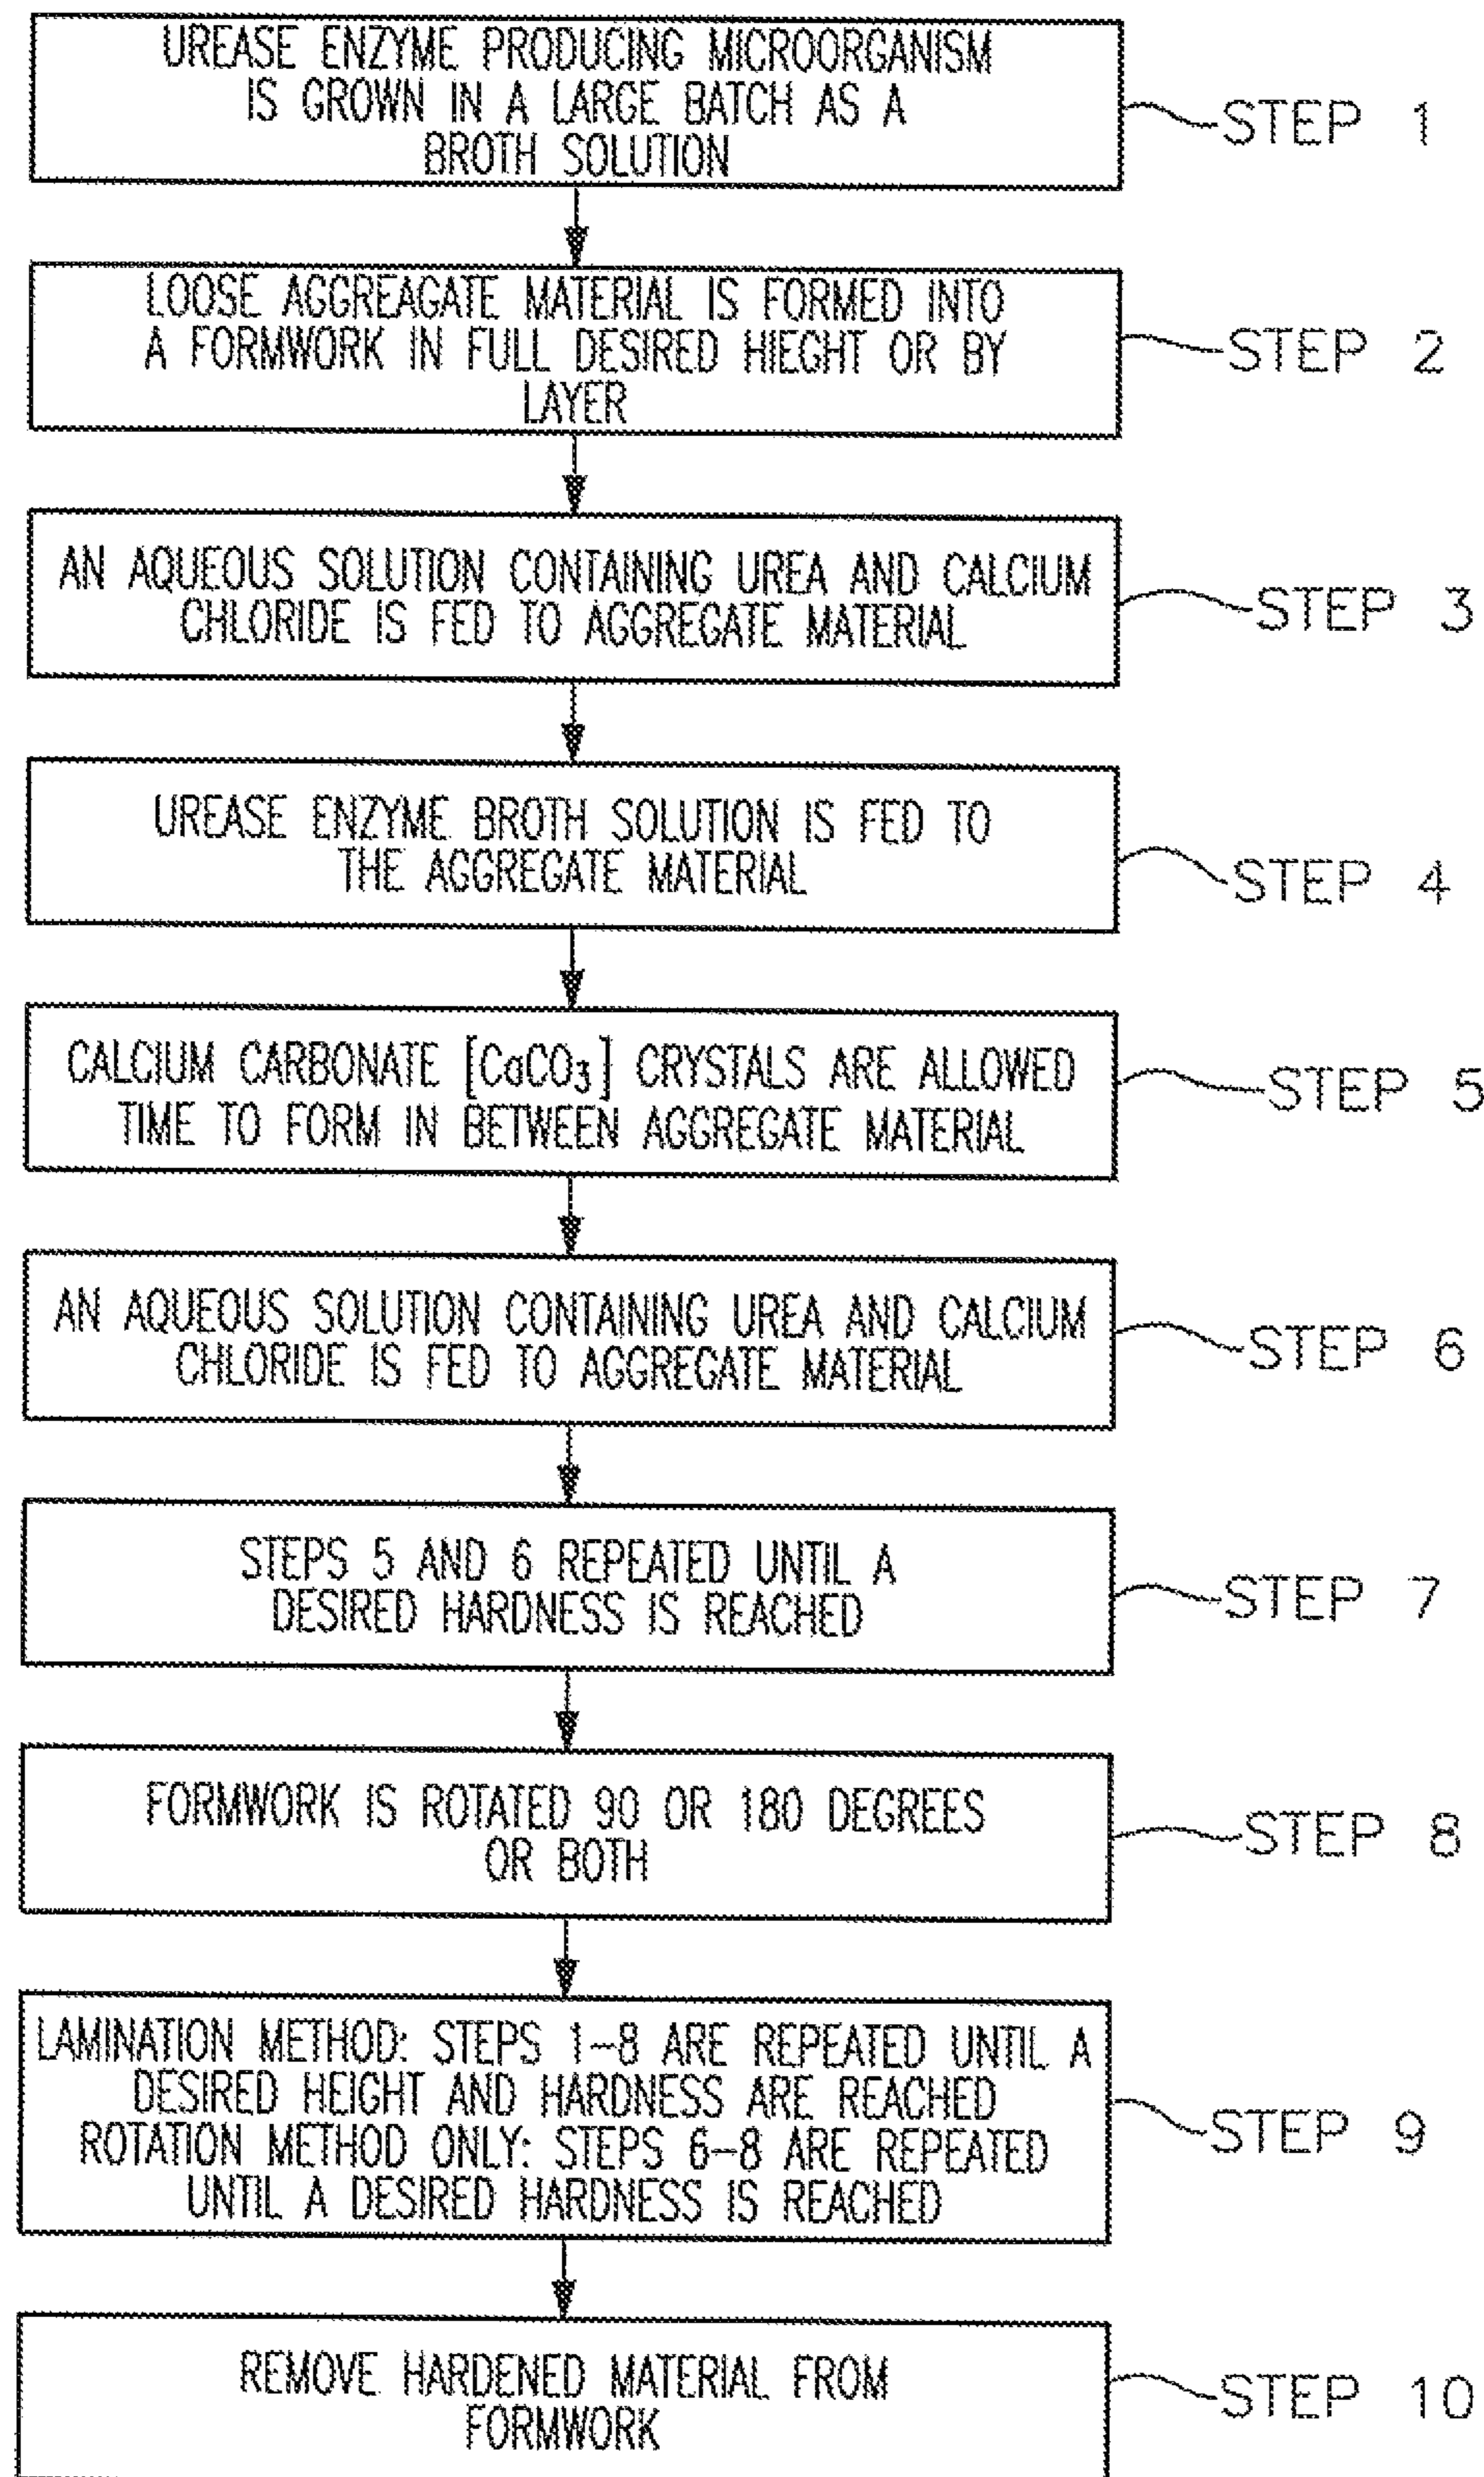 UREASE ENZYME PRODUCING MICROORGANISM
IS GROWN IN A LARGE BATCH AS A
BROTH SOLUTION
STEP 1
LOOSE AGGREAGATE MATERIAL IS FORMED INTO
A FORMWORK IN FULL DESIRED HIEGHT OR BY
LAYER
STEP 2
AN AQUEOUS SOLUTION CONTAINING UREA AND CALCIUM
CHLORIDE IS FED TO AGGREGATE MATERIAL
STEP 3
UREASE ENZYME BROTH SOLUTION IS FED TO
THE AGGREGATE MATERIAL
STEP 4
CALCIUM CARBONATE [CaCO₃] CRYSTALS ARE ALLOWED
TIME TO FORM IN BETWEEN AGGREGATE MATERIAL
STEP 5
AN AQUEOUS SOLUTION CONTAINING UREA AND CALCIUM
CHLORIDE IS FED TO AGGREGATE MATERIAL
STEP 6
STEPS 5 AND 6 REPEATED UNTIL A
DESIRED HARDNESS IS REACHED
STEP 7
FORMWORK IS ROTATED 90 OR 180 DEGREES
OR BOTH
STEP 8
LAMINATION METHOD: STEPS 1-8 ARE REPEATED UNTIL A
DESIRED HEIGHT AND HARDNESS ARE REACHED
ROTATION METHOD ONLY: STEPS 6-8 ARE REPEATED
UNTIL A DESIRED HARDNESS IS REACHED
STEP 9
REMOVE HARDENED MATERIAL FROM
FORMWORK
STEP 10